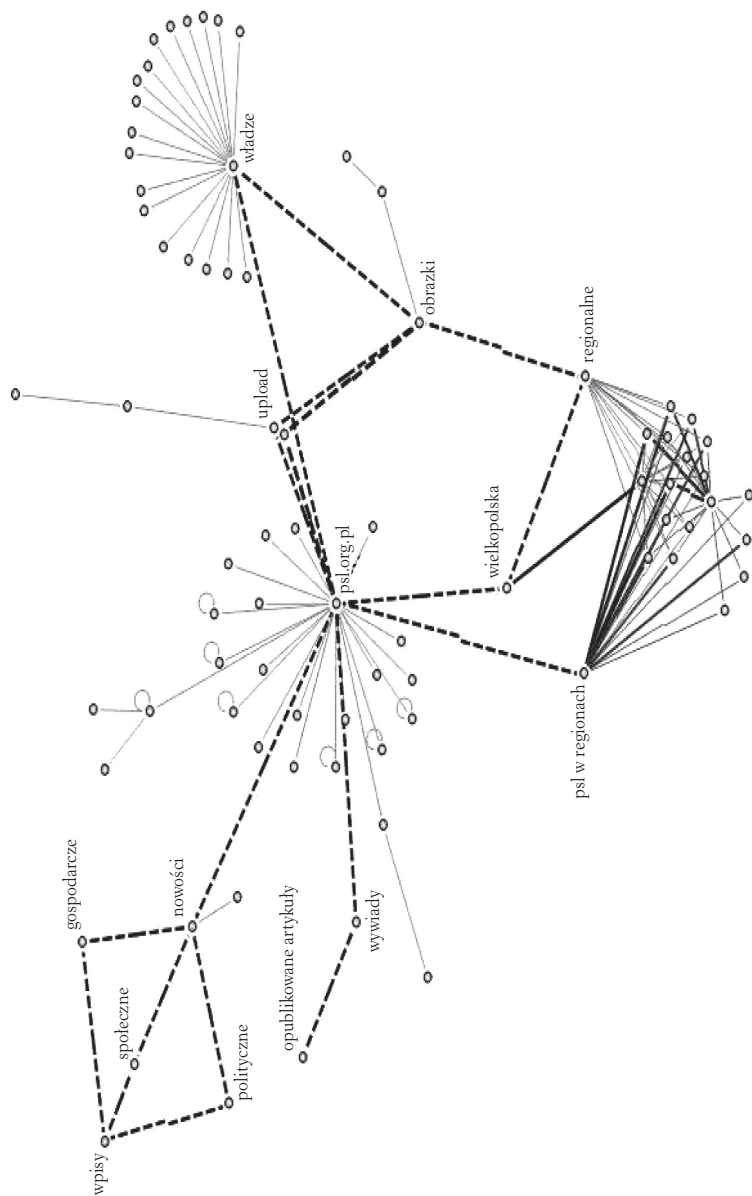 wpisy
gospodarcze
społeczne
nowości
polityczne
opublikowane artykuły
wywiady
psl.org.pl
upload
władze
obrazki
wielkopolska
regionalne
psl w regionach